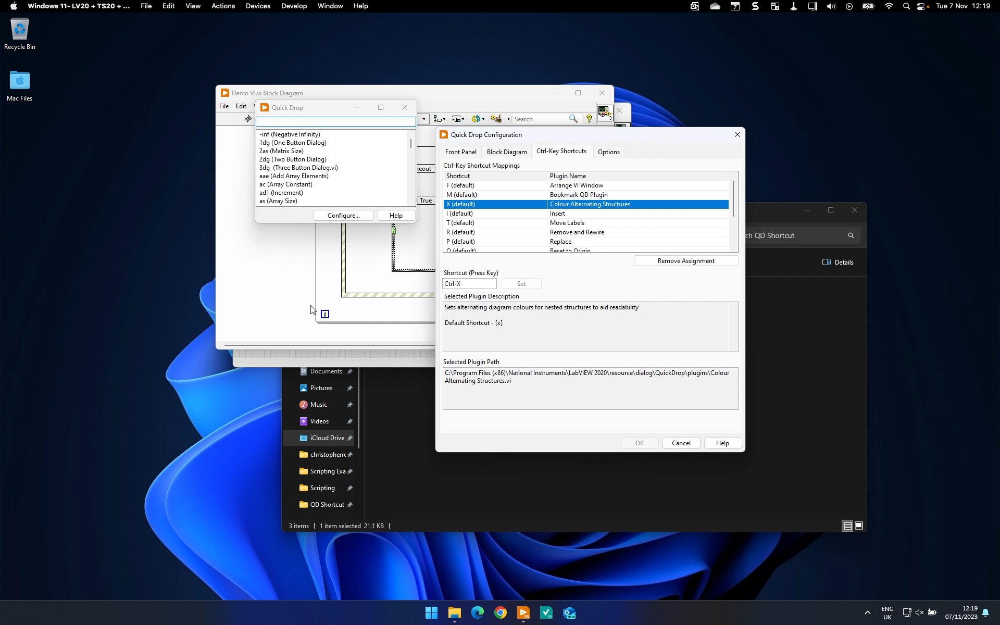 Windows 11- LV20 + TS20 + ... File Edit View Actions Devices Develop Window Help 7 Tue 7 Nov 12:19
Recycle Bin
Mac Files
Demo VI.vi Block Diagram
File Edit
Quick Drop
Search
3
-inf (Negative Infinity)
1dg (One Button Dialog)
2as (Matrix Size)
2dg (Two Button Dialog)
3dg (Three Button Dialog.vi)
aae (Add Array Elements)
ac (Array Constant)
ad1 (Increment)
as (Array Size)
Configure... Help
True
i
Quick Drop Configuration
Front Panel Block Diagram Ctrl-Key Shortcuts Options
Ctrl-Key Shortcut Mappings
Shortcut Plugin Name
F (default) Arrange VI Window
M (default) Bookmark QD Plugin
X (default) Colour Alternating Structures
I (default) Insert
T (default) Move Labels
R (default) Remove and Rewire
P (default) Replace
O (default) Reset to Origin
Remove Assignment
Shortcut (Press Key)
Ctrl-X Set
Selected Plugin Description
Sets alternating diagram colours for nested structures to aid readability
Default Shortcut - [x]
Selected Plugin Path
C:\Program Files (x86)\National Instruments\LabVIEW 2020\resource\dialog\QuickDrop\plugins\Colour
Alternating Structures.vi
OK Cancel Help
QD Shortcut
Details
Documents
Pictures
Music
Videos
iCloud Drive
christopherrc
Scripting Exa
Scripting
QD Shortcut
3 items 1 item selected 21.1 KB
ENG
UK
12:19
07/11/2023